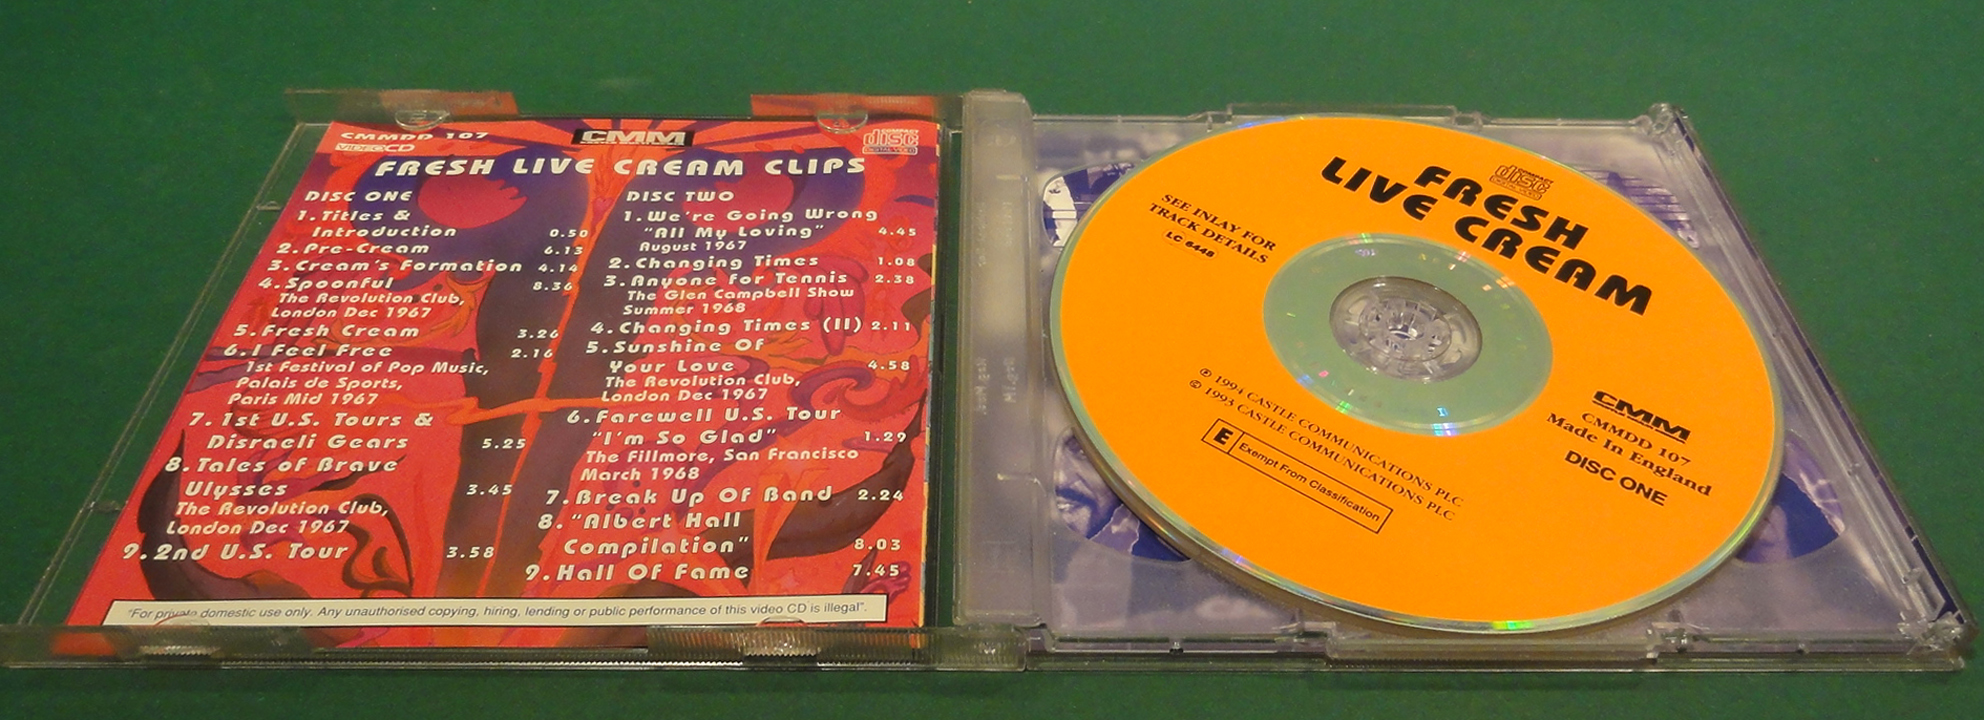 CMMDD 107
VIDEOCD
CMM
COMPACT
disc
DIGITAL VIDEO
FRESH LIVE CREAM CLIPS
DISC ONE
1. Titles &
Introduction 0.50
2. Pre-Cream 6.13
3. Cream's Formation 4.14
4. Spoonful 8.36
The Revolution Club,
London Dec 1967
5. Fresh Cream 3.26
6. I Feel Free 2.16
1st Festival of Pop Music,
Palais de Sports,
Paris Mid 1967
7. 1st U.S. Tours &
Disraeli Gears 5.25
8. Tales of Brave
Ulysses 3.45
The Revolution Club,
London Dec 1967
9. 2nd U.S. Tour 3.58
DISC TWO
1. We're Going Wrong
"All My Loving" 4.45
August 1967
2. Changing Times 1.08
3. Anyone For Tennis 2.38
The Glen Campbell Show
Summer 1968
4. Changing Times (II) 2.11
5. Sunshine Of
Your Love 4.58
The Revolution Club,
London Dec 1967
6. Farewell U.S. Tour
"I'm So Glad" 1.29
The Fillmore, San Francisco
March 1968
7. Break Up Of Band 2.24
8. "Albert Hall
Compilation" 8.03
9. Hall Of Fame 7.45
"For private domestic use only. Any unauthorised copying, hiring, lending or public performance of this video CD is illegal".
COMPACT
disc
DIGITAL VIDEO
FRESH
LIVE CREAM
SEE INLAY FOR
TRACK DETAILS
LC 6448
℗ 1994 CASTLE COMMUNICATIONS PLC
© 1993 CASTLE COMMUNICATIONS PLC
E Exempt From Classification
CMM
CMMDD 107
Made In England
DISC ONE